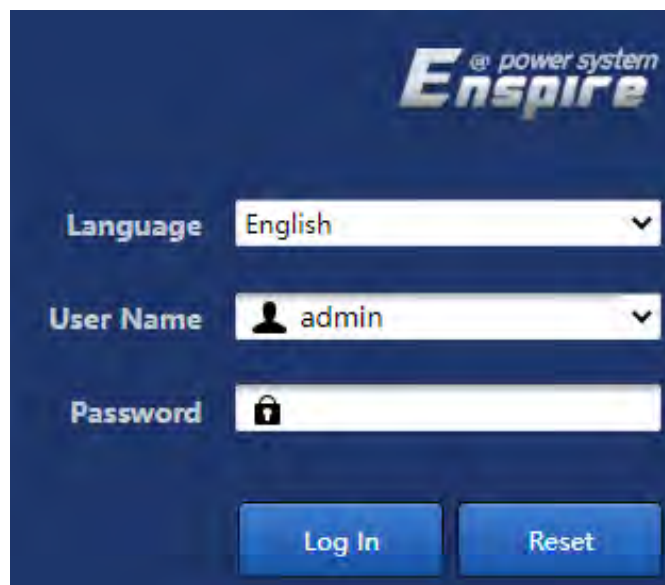 @ power system
Enspire
Language English
User Name admin
Password
Log In Reset